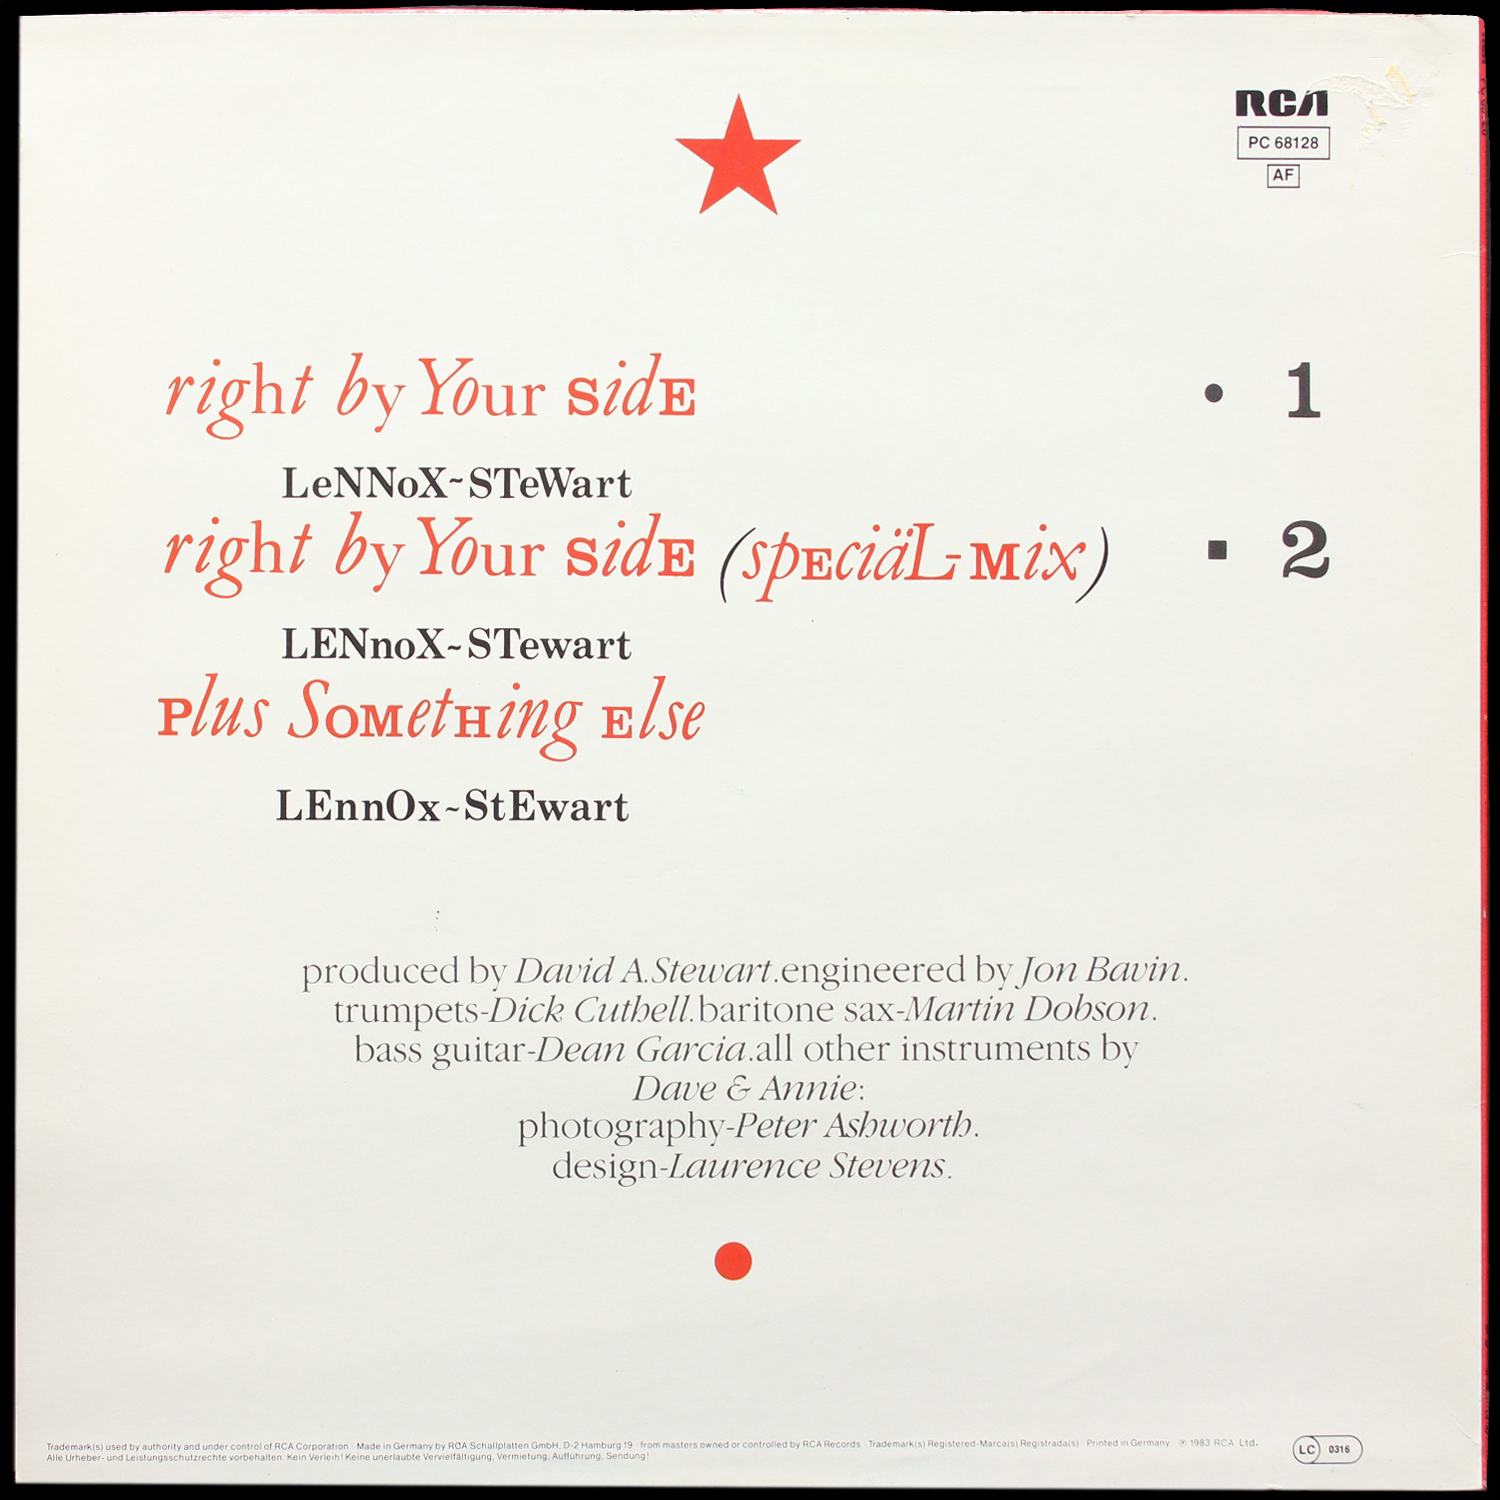 RCA
PC 68128
AF
right by Your SidE • 1
LeNNoX~STeWart
right by Your SidE (spEciäL-Mix) ▪ 2
LENnoX~STewart
Plus SOMetHing Else
LEnnOx~StEwart
produced by David A.Stewart.engineered by Jon Bavin.
trumpets-Dick Cuthell.baritone sax-Martin Dobson.
bass guitar-Dean Garcia.all other instruments by
Dave & Annie:
photography-Peter Ashworth.
design-Laurence Stevens.
Trademark(s) used by authority and under control of RCA Corporation · Made in Germany by RCA Schallplatten GmbH, D-2 Hamburg 19 · from masters owned or controlled by RCA Records · Trademark(s) Registered-Marca(s) Registrada(s) · Printed in Germany ℗ 1983 RCA Ltd.
Alle Urheber- und Leistungsschutzrechte vorbehalten. Kein Verleih! Keine unerlaubte Vervielfältigung, Vermietung, Aufführung, Sendung!
LC 0316